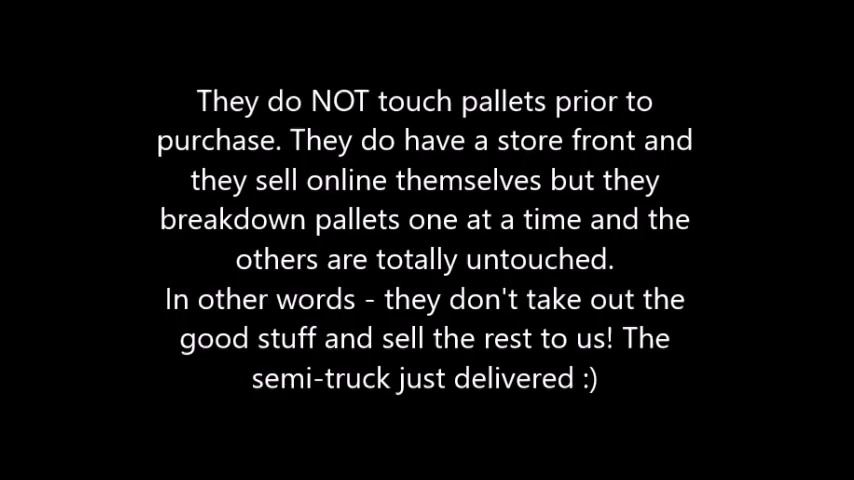 They do NOT touch pallets prior to
purchase. They do have a store front and
they sell online themselves but they
breakdown pallets one at a time and the
others are totally untouched.
In other words - they don't take out the
good stuff and sell the rest to us! The
semi-truck just delivered :)